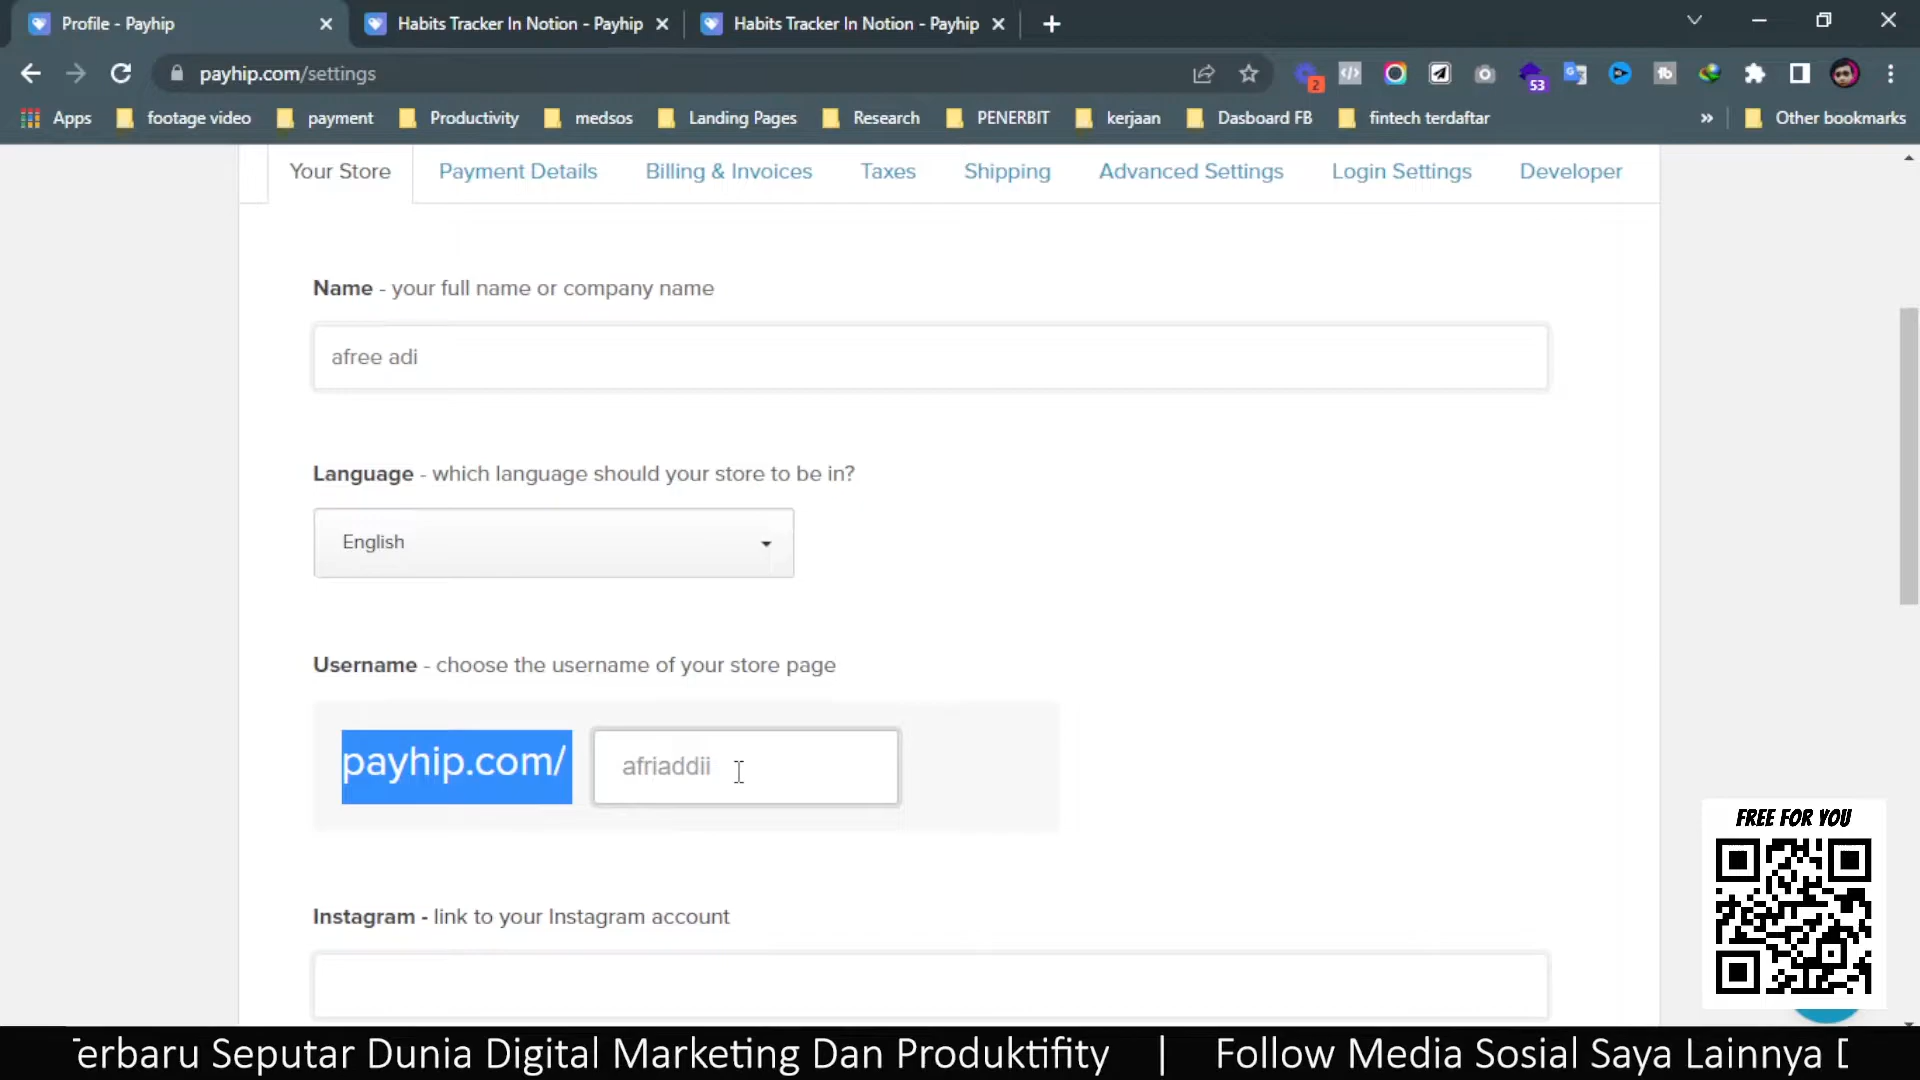 Profile - Payhip
Habits Tracker In Notion - Payhip
Habits Tracker In Notion - Payhip
payhip.com/settings
2
53
Apps
footage video
payment
Productivity
medsos
Landing Pages
Research
PENERBIT
kerjaan
Dasboard FB
fintech terdaftar
»
Other bookmarks
Your Store
Payment Details
Billing & Invoices
Taxes
Shipping
Advanced Settings
Login Settings
Developer
Name - your full name or company name
afree adi
Language - which language should your store to be in?
English
Username - choose the username of your store page
payhip.com/
afriaddii
Instagram - link to your Instagram account
FREE FOR YOU
erbaru Seputar Dunia Digital Marketing Dan Produktifity | Follow Media Sosial Saya Lainnya